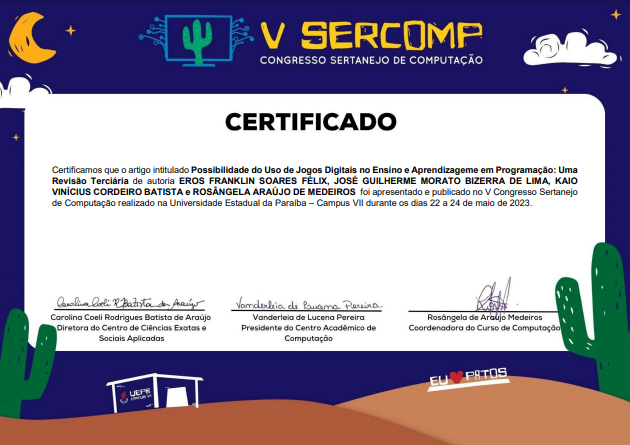 V SERCOMP
CONGRESSO SERTANEJO DE COMPUTAÇÃO
CERTIFICADO
Certificamos que o artigo intitulado Possibilidade do Uso de Jogos Digitais no Ensino e Aprendizageme em Programação: Uma
Revisão Terciária de autoria EROS FRANKLIN SOARES FÉLIX, JOSÉ GUILHERME MORATO BIZERRA DE LIMA, KAIO
VINÍCIUS CORDEIRO BATISTA e ROSÂNGELA ARAÚJO DE MEDEIROS foi apresentado e publicado no V Congresso Sertanejo
de Computação realizado na Universidade Estadual da Paraíba – Campus VII durante os dias 22 a 24 de maio de 2023.
Carolina Coeli R Batista de Araújo
Carolina Coeli Rodrigues Batista de Araújo
Diretora do Centro de Ciências Exatas e
Sociais Aplicadas
Vanderleia de Lucena Pereira
Vanderleia de Lucena Pereira
Presidente do Centro Acadêmico de
Computação
Rosângela de Araújo Medeiros
Coordenadora do Curso de Computação
UEPB
CAMPUS VII
EU PATOS